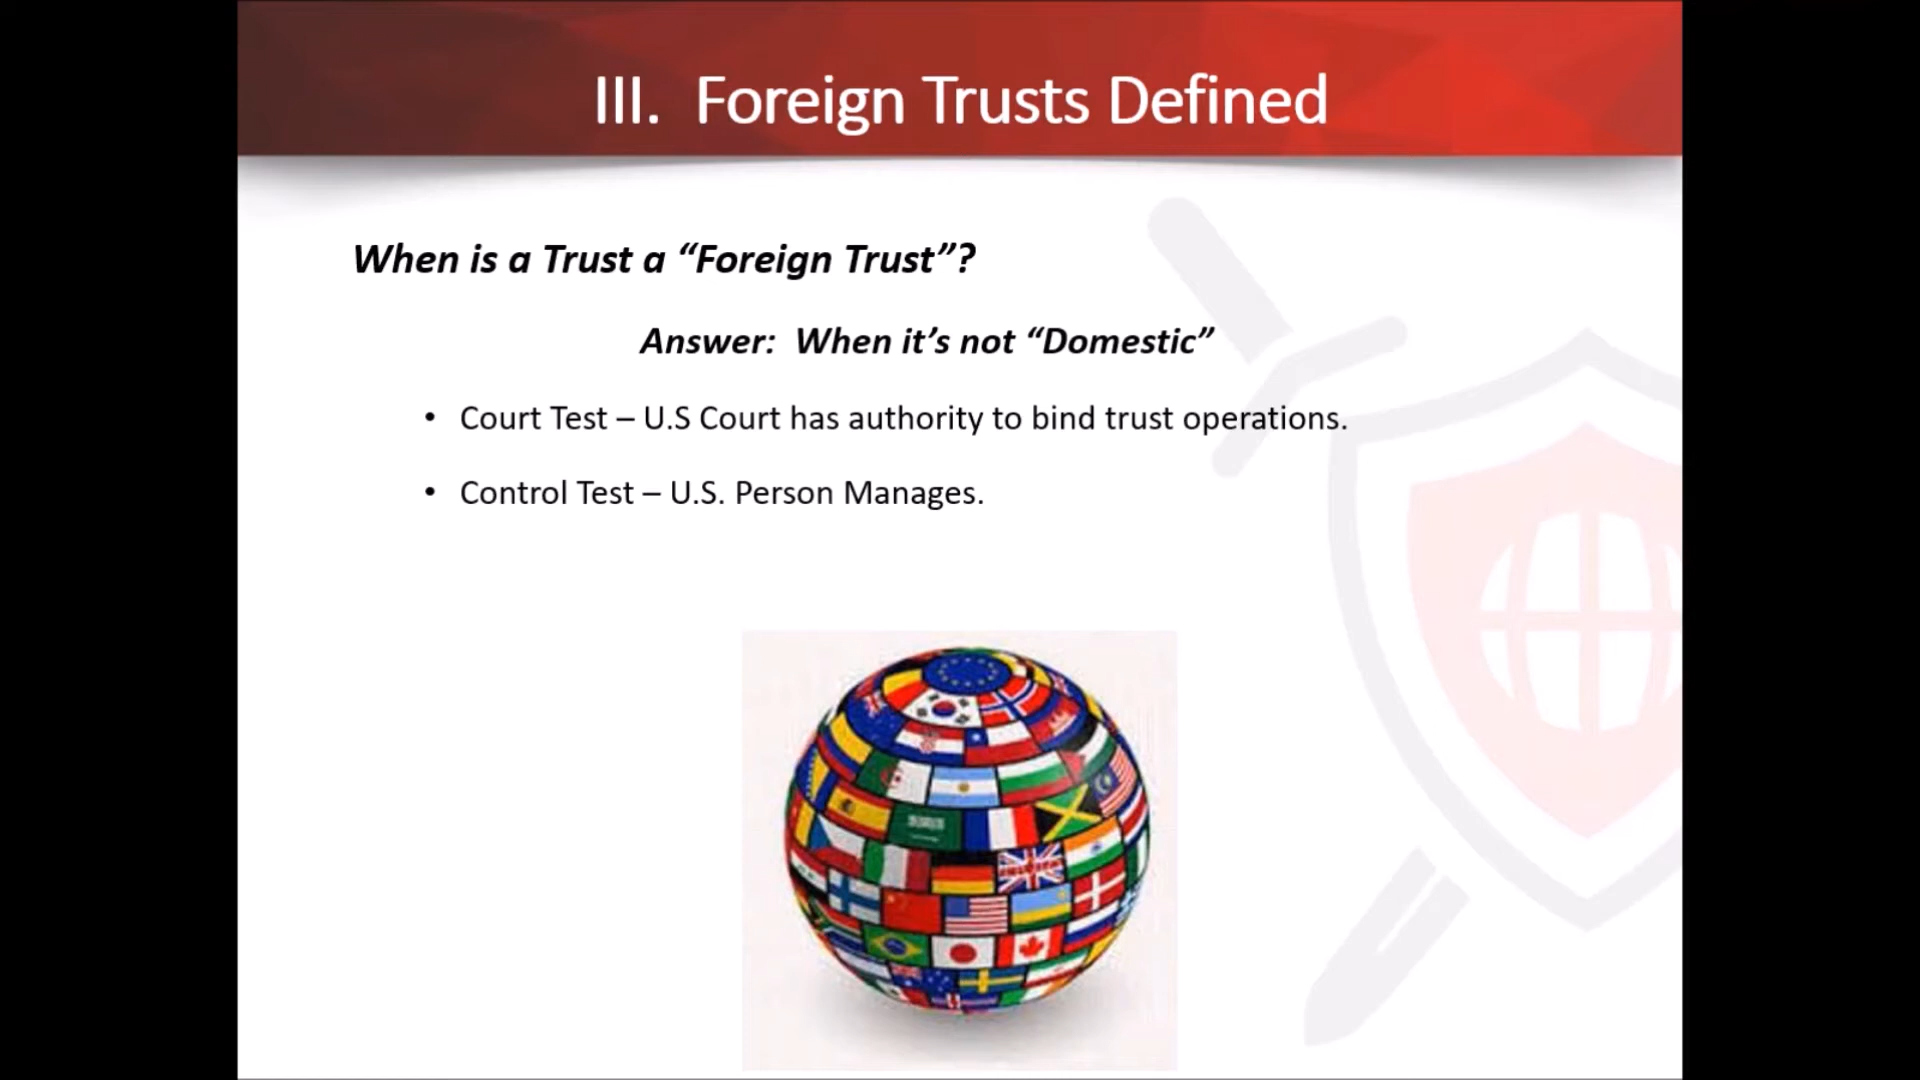 III. Foreign Trusts Defined
When is a Trust a “Foreign Trust”?
Answer: When it’s not “Domestic”
• Court Test – U.S Court has authority to bind trust operations.
• Control Test – U.S. Person Manages.